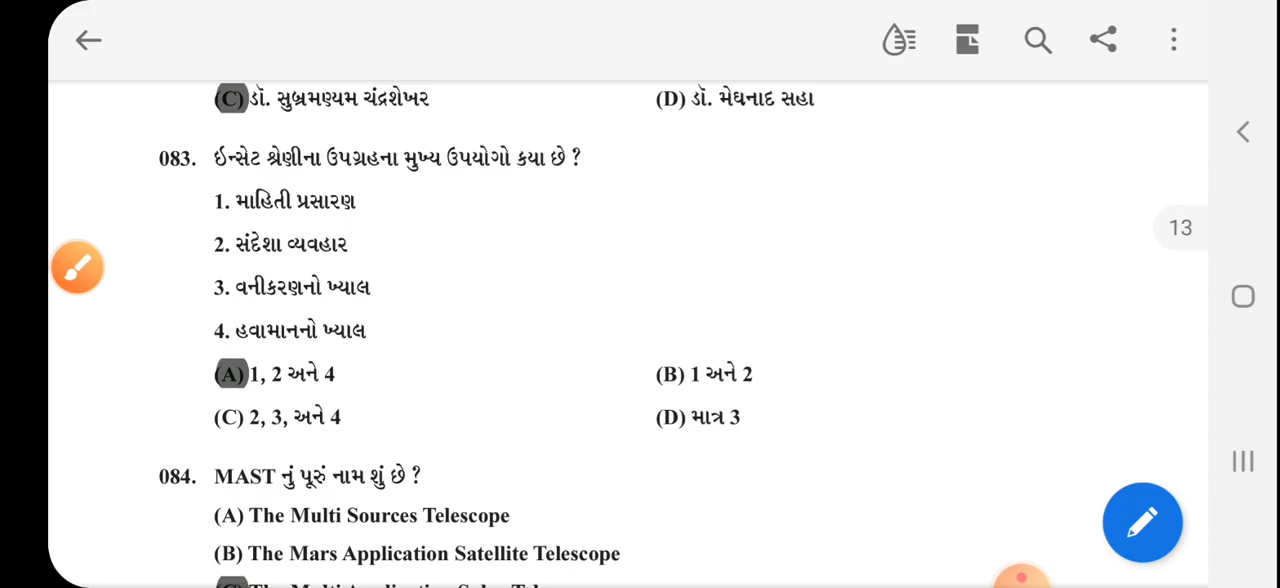 (C) ડૉ. સુબ્રમણ્યમ ચંદ્રશેખર (D) ડૉ. મેઘનાદ સહા
083. ઇન્સેટ શ્રેણીના ઉપગ્રહના મુખ્ય ઉપયોગો કયા છે ?
1. માહિતી પ્રસારણ
13
2. સંદેશા વ્યવહાર
3. વનીકરણનો ખ્યાલ
4. હવામાનનો ખ્યાલ
(A) 1, 2 અને 4 (B) 1 અને 2
(C) 2, 3, અને 4 (D) માત્ર 3
084. MAST નું પૂરું નામ શું છે ?
(A) The Multi Sources Telescope
(B) The Mars Application Satellite Telescope